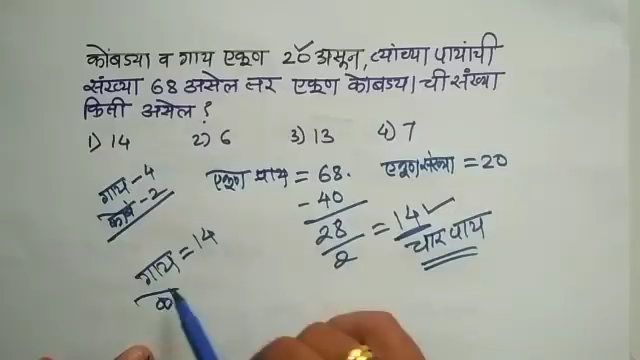 कोंबड्या व गाय एकूण 20 असून, त्यांच्या पायांची
संख्या 68 असेल तर एकूण कोंबड्यांची संख्या
किती असेल ?
1) 14 2) 6 3) 13 4) 7
गाय - 4
कोंब - 2
एकूण पाय = 68.
- 40
28
2
= 14 ✓
चार पाय
एकूण संख्या = 20
गाय = 14